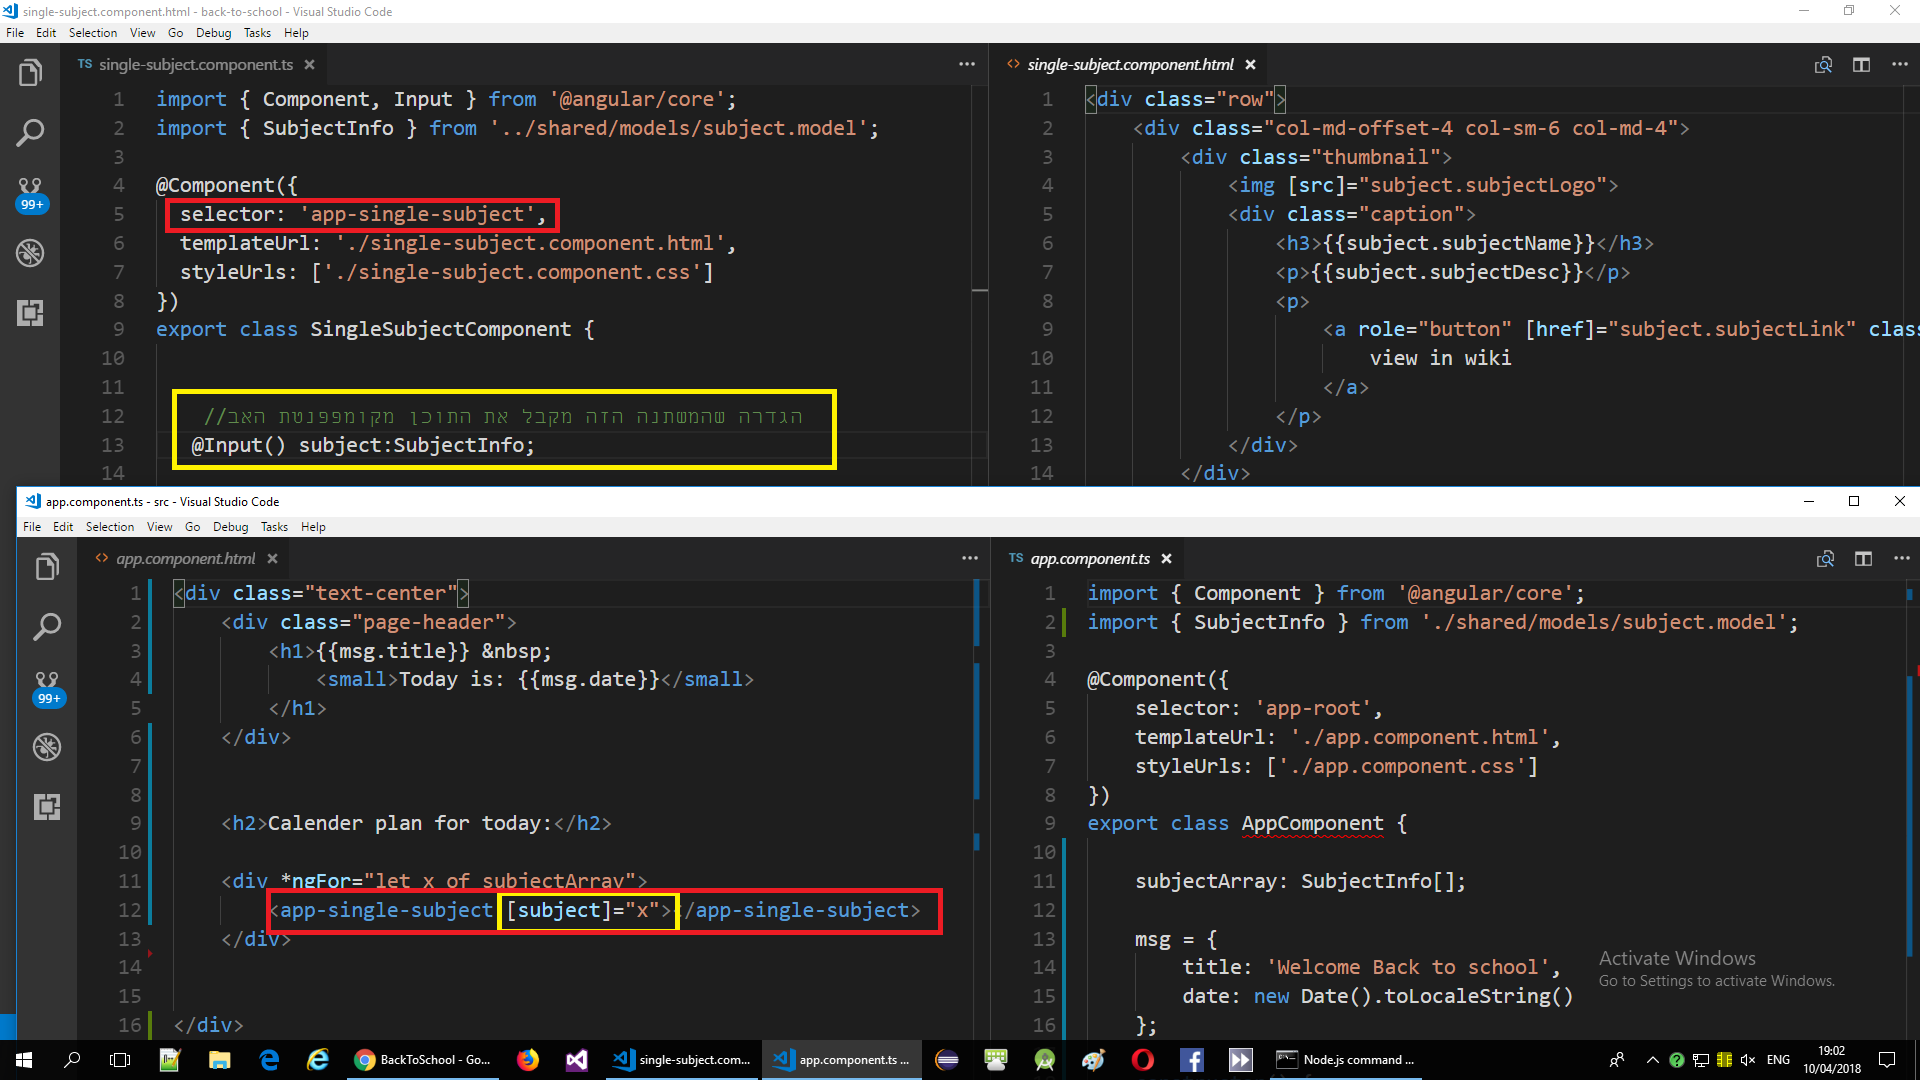 single-subject.component.html - back-to-school - Visual Studio Code
File Edit Selection View Go Debug Tasks Help
TS single-subject.component.ts
1 import { Component, Input } from '@angular/core';
2 import { SubjectInfo } from '../shared/models/subject.model';
3
4 @Component({
5 selector: 'app-single-subject',
6 templateUrl: './single-subject.component.html',
7 styleUrls: ['./single-subject.component.css']
8 })
9 export class SingleSubjectComponent {
10
11
12 //הגדרה שהמשתנה הזה מקבל את התוכן מקומפפננטת האב
13 @Input() subject:SubjectInfo;
14
99+
<> single-subject.component.html
1 <div class="row">
2 <div class="col-md-offset-4 col-sm-6 col-md-4">
3 <div class="thumbnail">
4 <img [src]="subject.subjectLogo">
5 <div class="caption">
6 <h3>{{subject.subjectName}}</h3>
7 <p>{{subject.subjectDesc}}</p>
8 <p>
9 <a role="button" [href]="subject.subjectLink" clas
10 view in wiki
11 </a>
12 </p>
13 </div>
14 </div>
app.component.ts - src - Visual Studio Code
File Edit Selection View Go Debug Tasks Help
<> app.component.html
1 <div class="text-center">
2 <div class="page-header">
3 <h1>{{msg.title}} &nbsp;
4 <small>Today is: {{msg.date}}</small>
5 </h1>
6 </div>
7
8
9 <h2>Calender plan for today:</h2>
10
11 <div *ngFor="let x of subjectArray">
12 <app-single-subject [subject]="x"></app-single-subject>
13 </div>
14
15
16 </div>
99+
TS app.component.ts
1 import { Component } from '@angular/core';
2 import { SubjectInfo } from './shared/models/subject.model';
3
4 @Component({
5 selector: 'app-root',
6 templateUrl: './app.component.html',
7 styleUrls: ['./app.component.css']
8 })
9 export class AppComponent {
10
11 subjectArray: SubjectInfo[];
12
13 msg = {
14 title: 'Welcome Back to school',
15 date: new Date().toLocaleString()
16 };
Activate Windows
Go to Settings to activate Windows.
BackToSchool - Go...
single-subject.com...
app.component.ts ...
Node.js command ...
ENG
19:02
10/04/2018